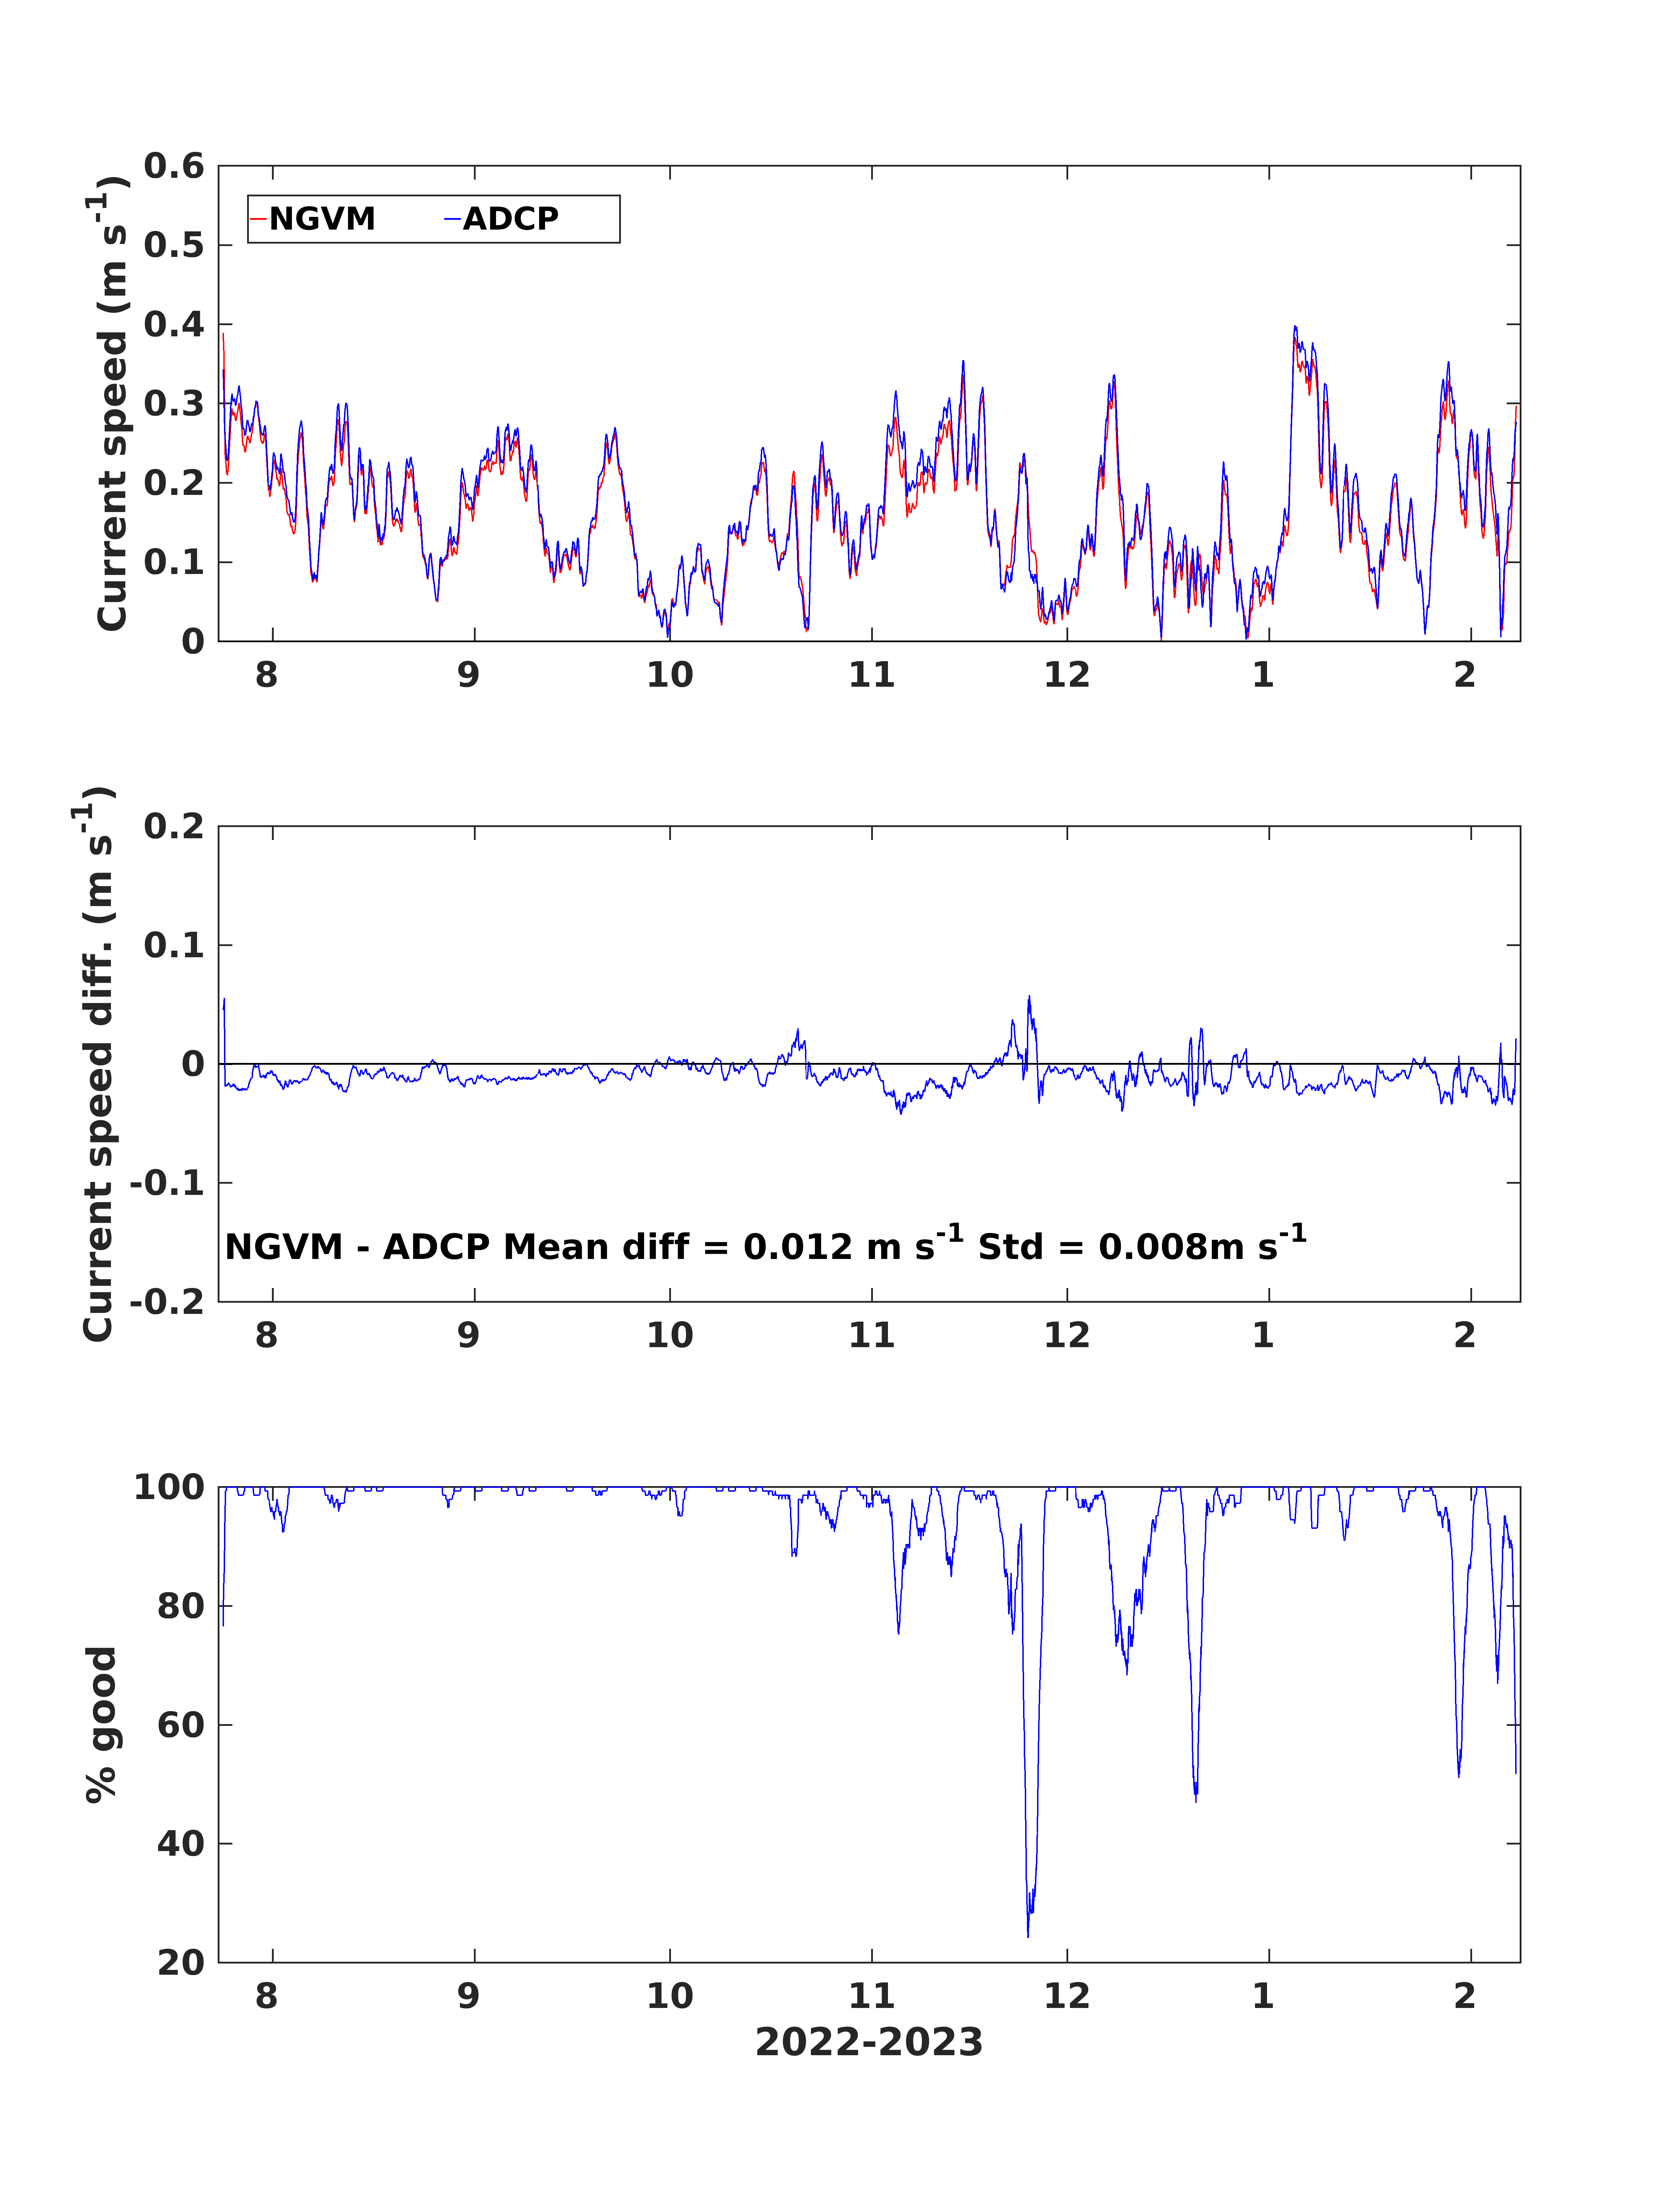 Current speed (m s-1)
0.6
0.5
0.4
0.3
0.2
0.1
0
NGVM ADCP
8 9 10 11 12 1 2
Current speed diff. (m s-1)
0.2
0.1
0
-0.1
-0.2
NGVM - ADCP Mean diff = 0.012 m s-1 Std = 0.008m s-1
8 9 10 11 12 1 2
% good
100
80
60
40
20
8 9 10 11 12 1 2
2022-2023